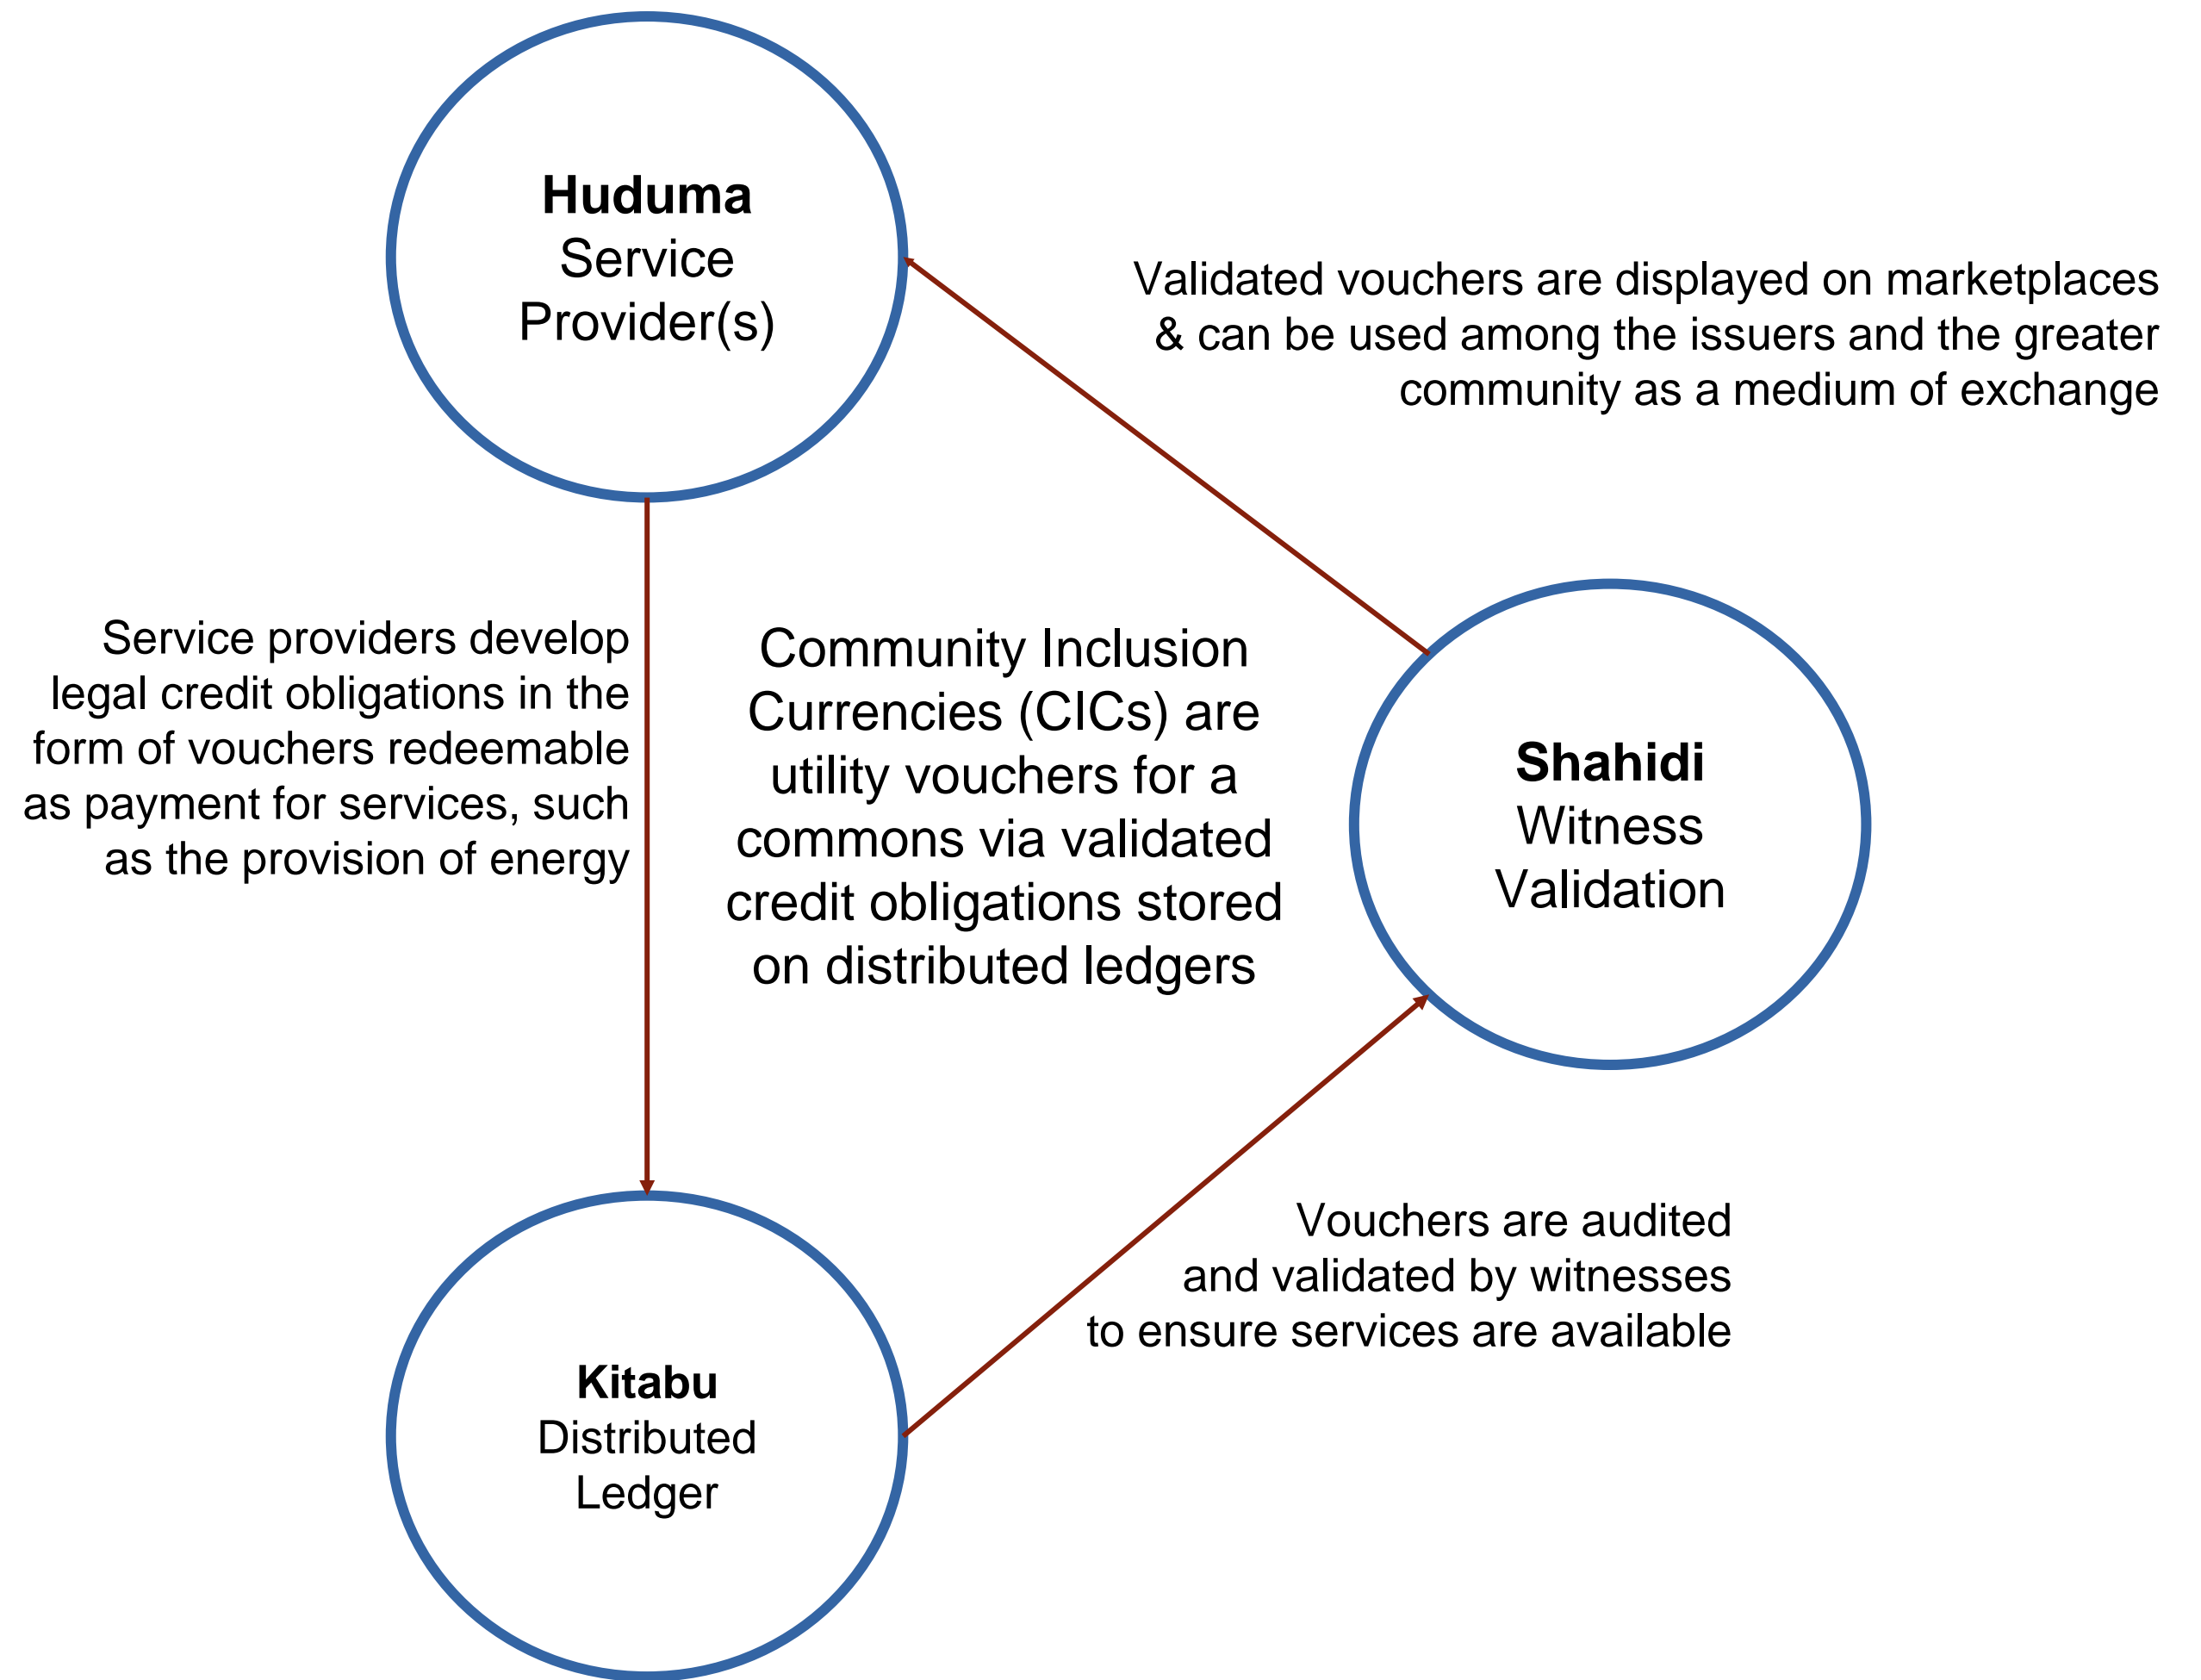 Huduma
Service
Provider(s)
Validated vouchers are displayed on marketplaces
& can be used among the issuers and the greater
community as a medium of exchange
Service providers develop
legal credit obligations in the
form of vouchers redeemable
as payment for services, such
as the provision of energy
Community Inclusion
Currencies (CICs) are
utility vouchers for a
commons via validated
credit obligations stored
on distributed ledgers
Shahidi
Witness
Validation
Vouchers are audited
and validated by witnesses
to ensure services are available
Kitabu
Distributed
Ledger